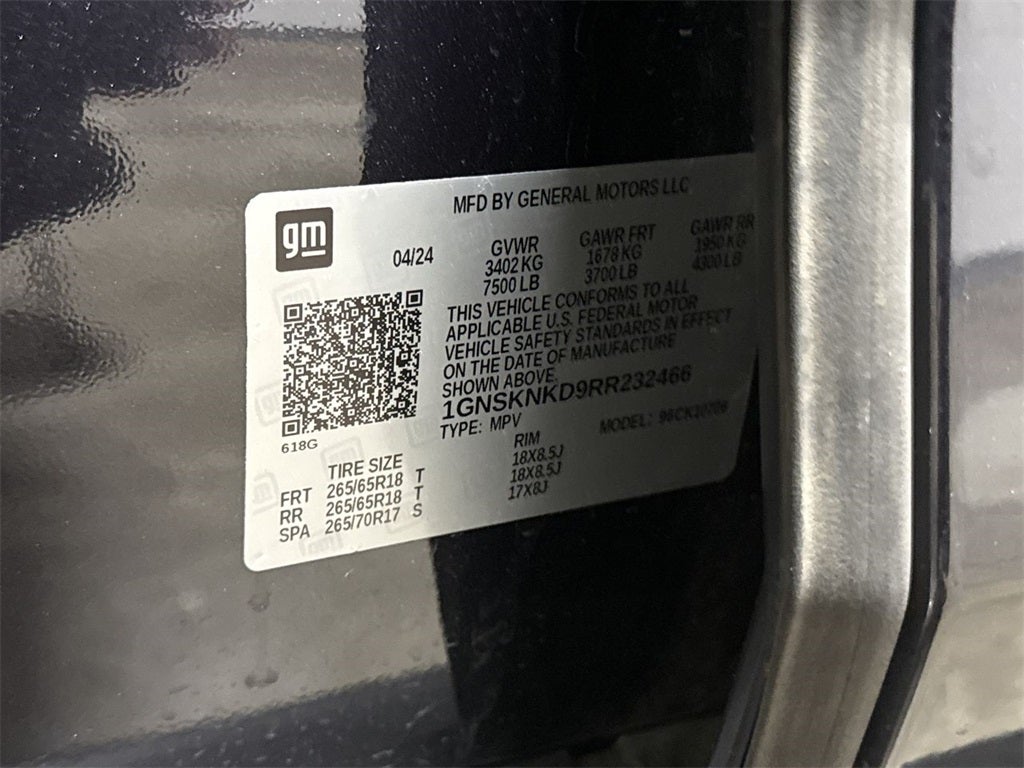 gm
MFD BY GENERAL MOTORS LLC
04/24
GVWR GAWR FRT GAWR RR
3402 KG 1678 KG 1950 KG
7500 LB 3700 LB 4300 LB
THIS VEHICLE CONFORMS TO ALL
APPLICABLE U.S. FEDERAL MOTOR
VEHICLE SAFETY STANDARDS IN EFFECT
ON THE DATE OF MANUFACTURE
SHOWN ABOVE.
1GNSKNKD9RR232466
TYPE: MPV MODEL:
618G
TIRE SIZE RIM
FRT 265/65R18 T 18X8.5J
RR 265/65R18 T 18X8.5J
SPA 265/70R17 S 17X8J